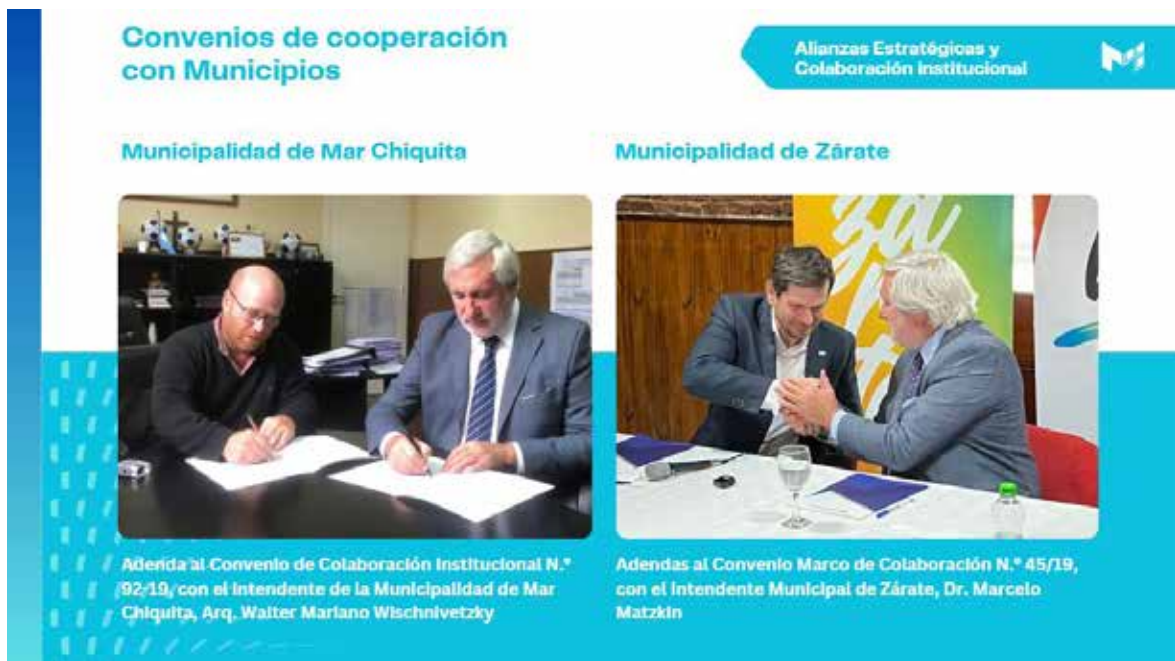 Convenios de cooperación
con Municipios
Alianzas Estratégicas y
Colaboración institucional
Municipalidad de Mar Chiquita
Municipalidad de Zárate
Adenda al Convenio de Colaboración Institucional N.°
92-19, con el Intendente de la Municipalidad de Mar
Chiquita, Arq. Walter Mariano Wischnivetzky
Adendas al Convenio Marco de Colaboración N.° 45/19,
con el Intendente Municipal de Zárate, Dr. Marcelo
Matzkin